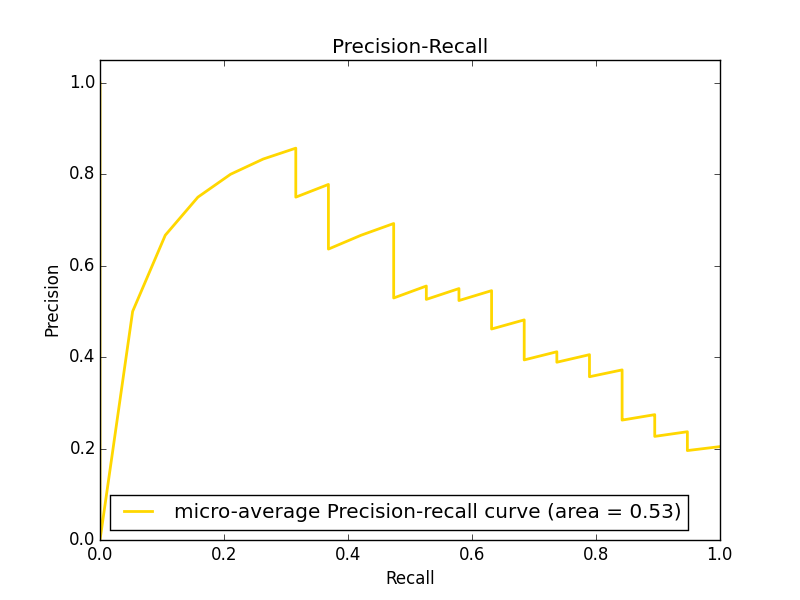 Precision-Recall
1.0
0.8
0.6
0.4
0.2
0.0
Precision
micro-average Precision-recall curve (area = 0.53)
0.0 0.2 0.4 0.6 0.8 1.0
Recall